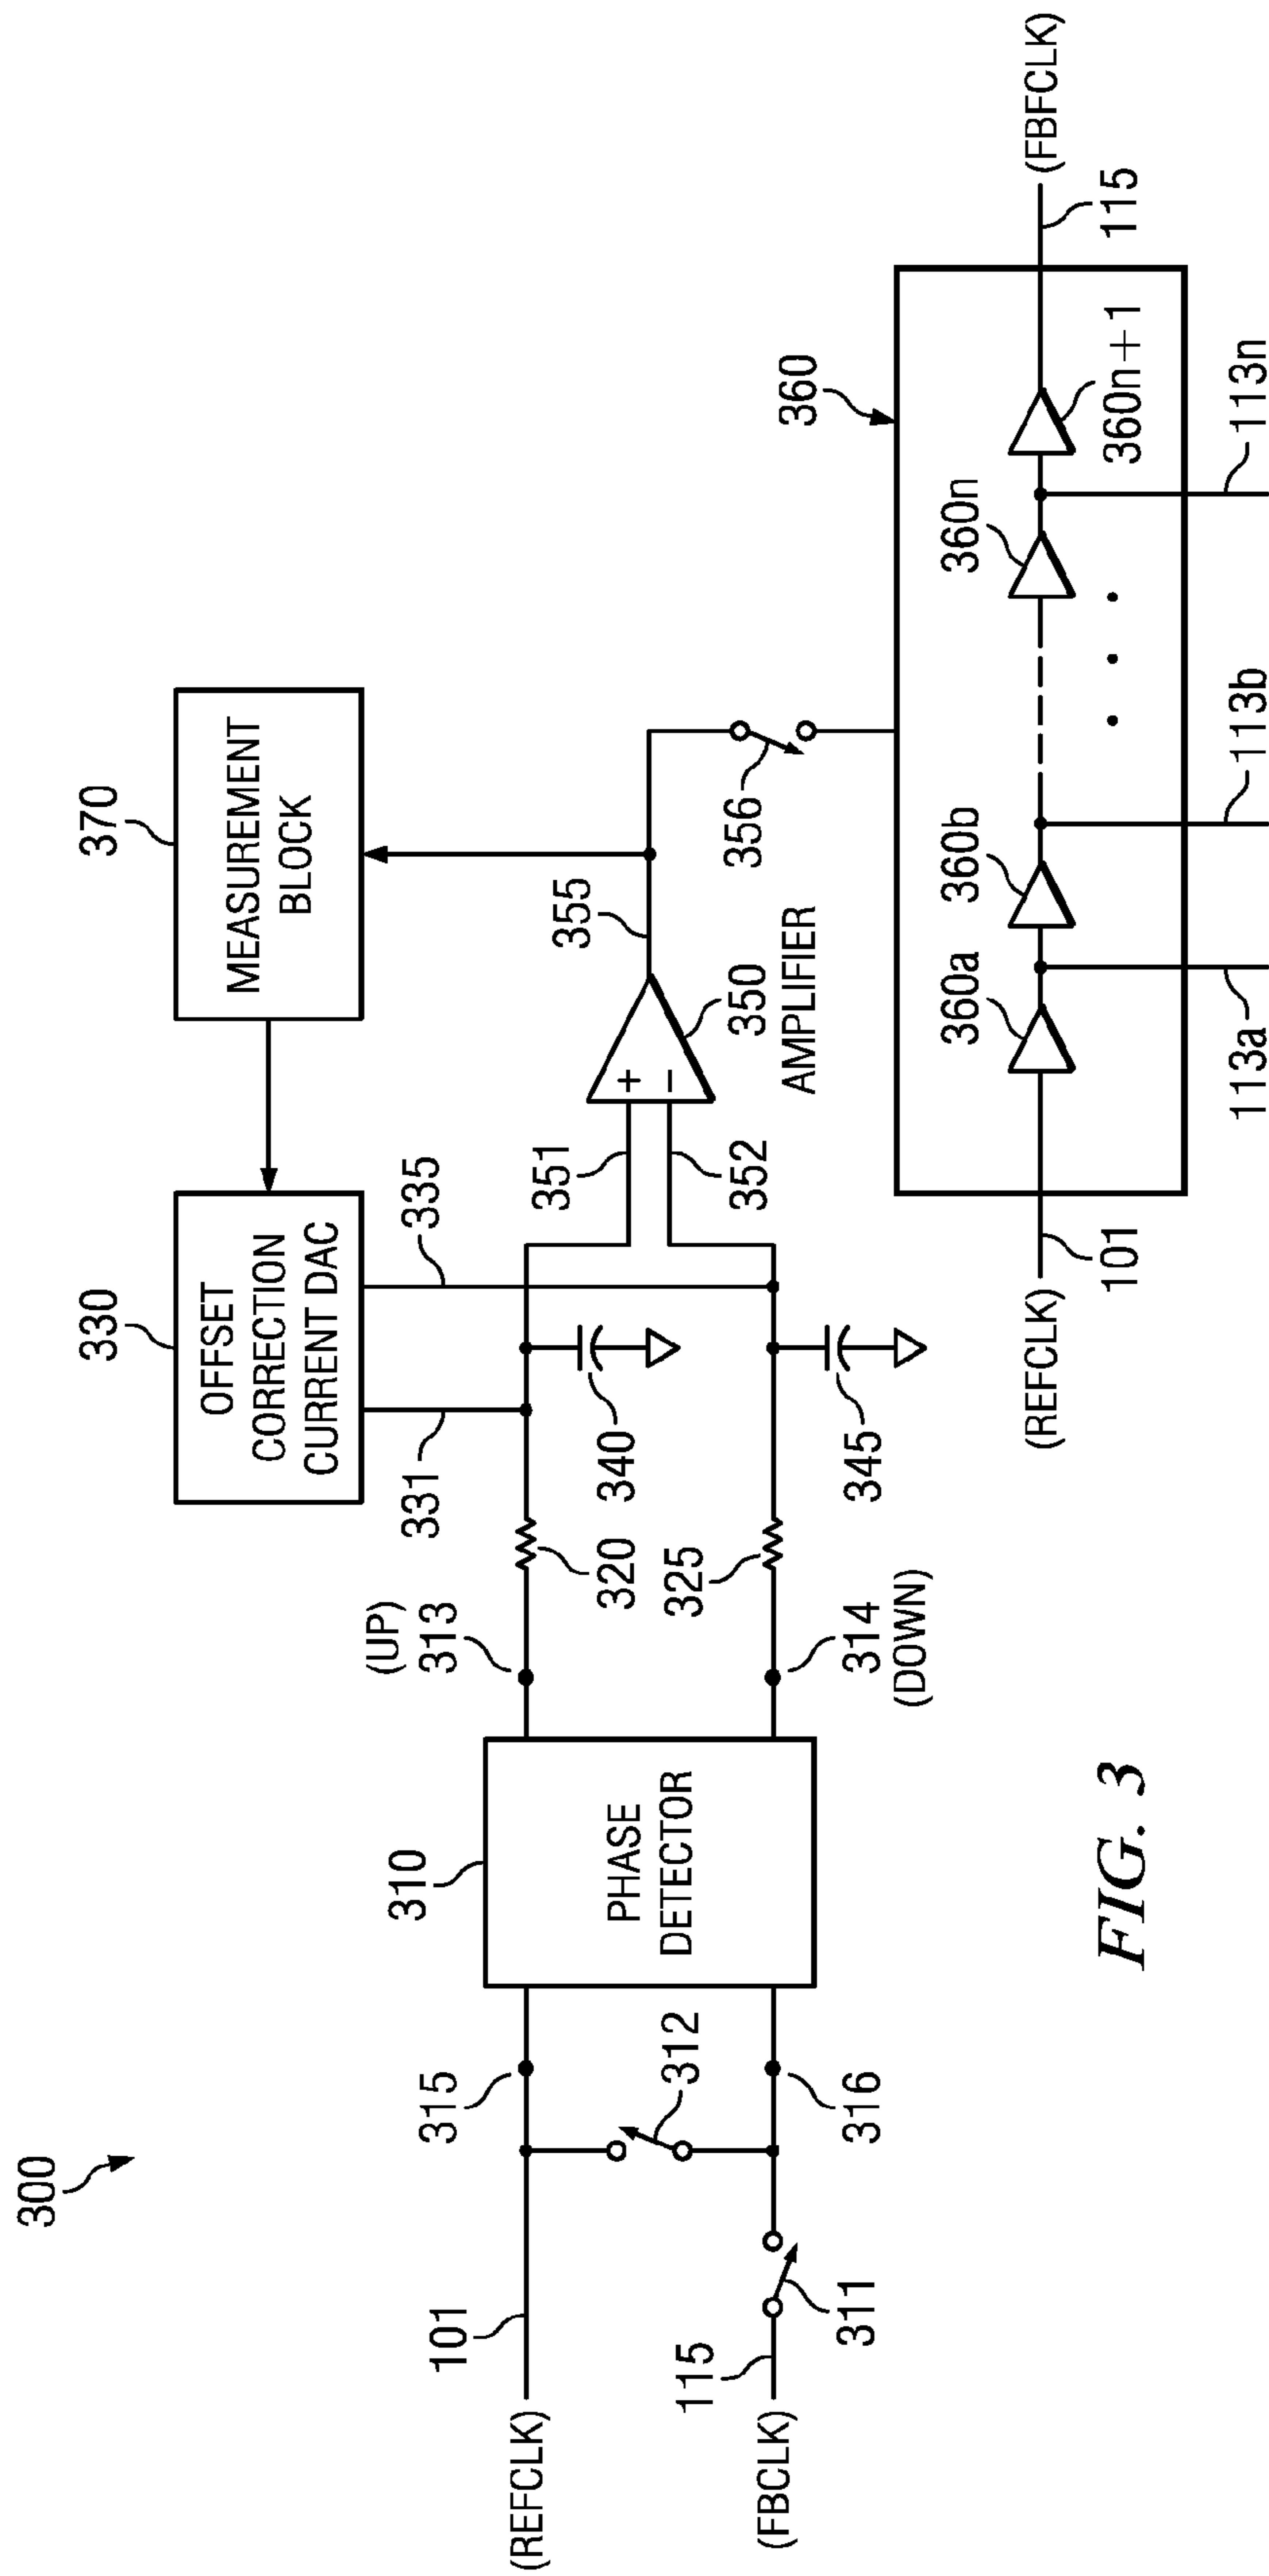 300
330
OFFSET
CORRECTION
CURRENT DAC
370
MEASUREMENT
BLOCK
331
335
(REFCLK)
101
315
310
PHASE
DETECTOR
(UP)
313
320
340
351
+
−
352
355
350
AMPLIFIER
356
312
(FBCLK)
115
311
316
314
(DOWN)
325
345
360
(REFCLK)
101
360a
360b
360n
360n+1
115
(FBFCLK)
113a
113b
113n
FIG. 3